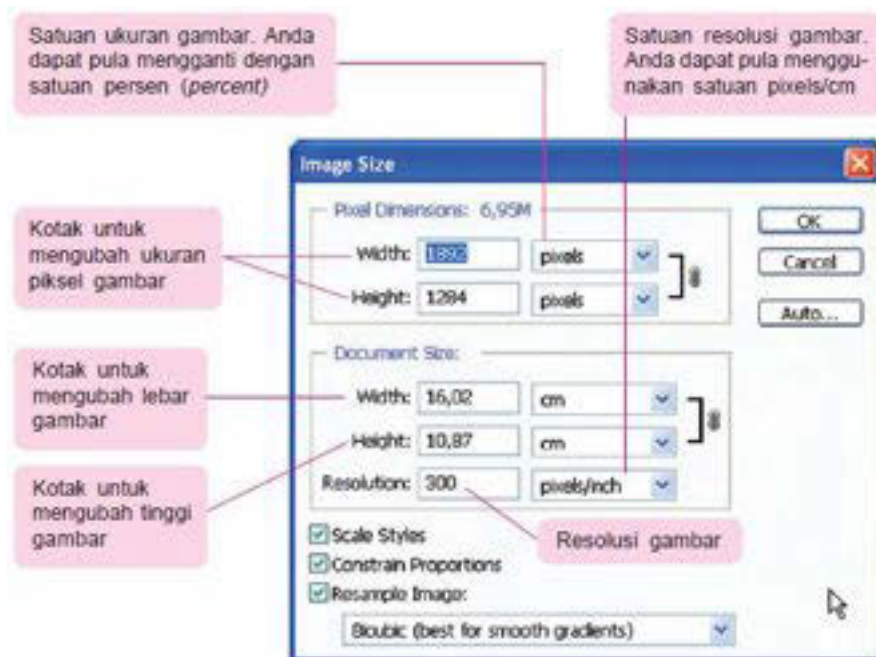 Satuan ukuran gambar. Anda
dapat pula mengganti dengan
satuan persen (percent)
Satuan resolusi gambar.
Anda dapat pula menggu-
nakan satuan pixels/cm
Image Size
Pixel Dimensions: 6,95M
Width: 1892 pixels
Height: 1284 pixels
OK
Cancel
Auto...
Kotak untuk
mengubah ukuran
piksel gambar
Document Size:
Width: 16,02 cm
Height: 10,87 cm
Resolution: 300 pixels/inch
Kotak untuk
mengubah lebar
gambar
Kotak untuk
mengubah tinggi
gambar
Resolusi gambar
Scale Styles
Constrain Proportions
Resample Image:
Bicubic (best for smooth gradients)